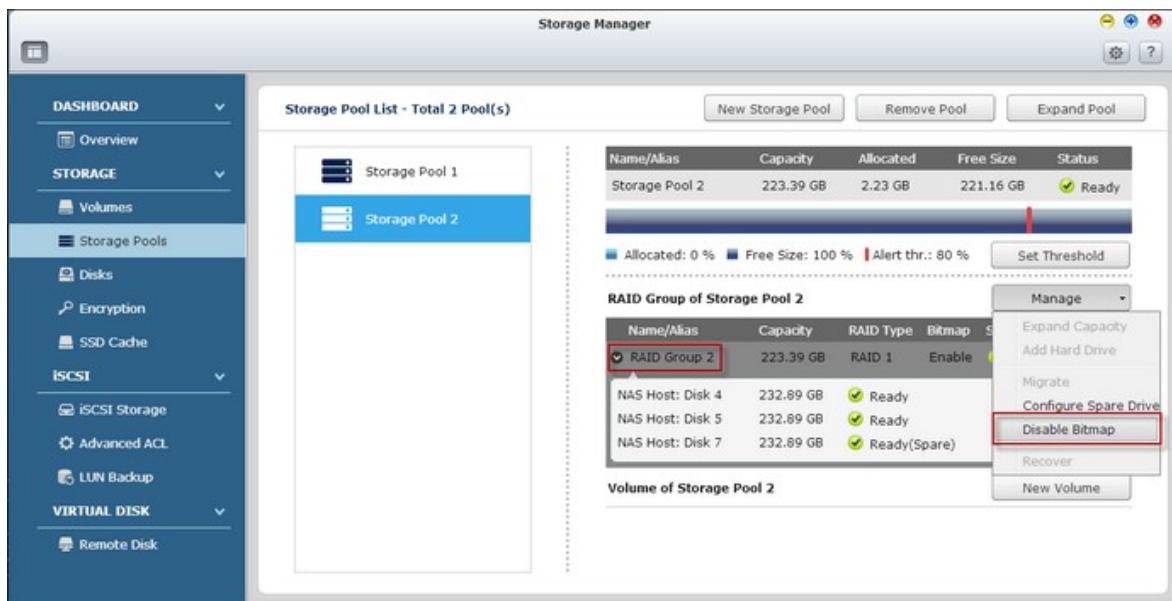 Storage Manager
?
DASHBOARD
Overview
STORAGE
Volumes
Storage Pools
Disks
Encryption
SSD Cache
iSCSI
iSCSI Storage
Advanced ACL
LUN Backup
VIRTUAL DISK
Remote Disk
Storage Pool List - Total 2 Pool(s)
New Storage Pool Remove Pool Expand Pool
Storage Pool 1
Storage Pool 2
Name/Alias Capacity Allocated Free Size Status
Storage Pool 2 223.39 GB 2.23 GB 221.16 GB Ready
Allocated: 0 % Free Size: 100 % Alert thr.: 80 % Set Threshold
RAID Group of Storage Pool 2 Manage
Name/Alias Capacity RAID Type Bitmap S
RAID Group 2 223.39 GB RAID 1 Enable
NAS Host: Disk 4 232.89 GB Ready
NAS Host: Disk 5 232.89 GB Ready
NAS Host: Disk 7 232.89 GB Ready(Spare)
Expand Capacity
Add Hard Drive
Migrate
Configure Spare Drive
Disable Bitmap
Recover
Volume of Storage Pool 2 New Volume